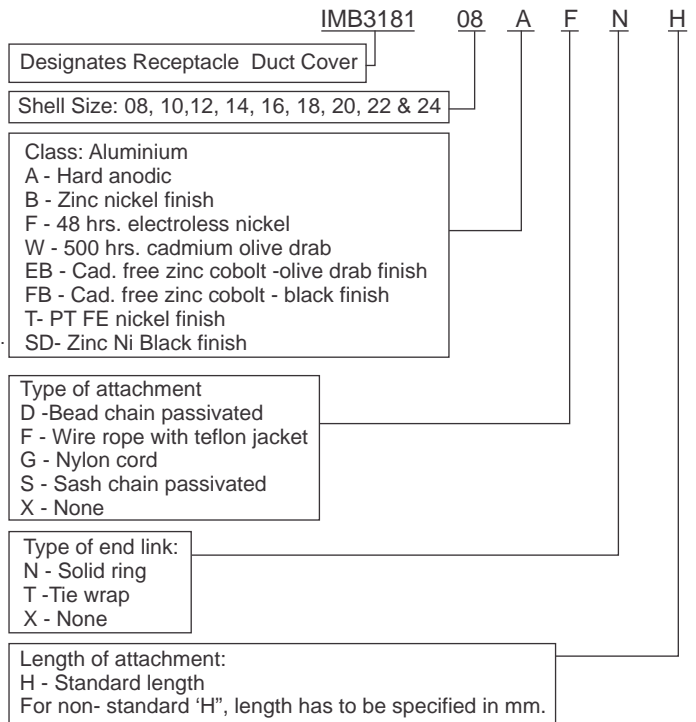 IMB3181 08 A F N H
Designates Receptacle Duct Cover
Shell Size: 08, 10,12, 14, 16, 18, 20, 22 & 24
Class: Aluminium
A - Hard anodic
B - Zinc nickel finish
F - 48 hrs. electroless nickel
W - 500 hrs. cadmium olive drab
EB - Cad. free zinc cobolt -olive drab finish
FB - Cad. free zinc cobolt - black finish
T- PT FE nickel finish
SD- Zinc Ni Black finish
Type of attachment
D -Bead chain passivated
F - Wire rope with teflon jacket
G - Nylon cord
S - Sash chain passivated
X - None
Type of end link:
N - Solid ring
T -Tie wrap
X - None
Length of attachment:
H - Standard length
For non- standard ‘H”, length has to be specified in mm.